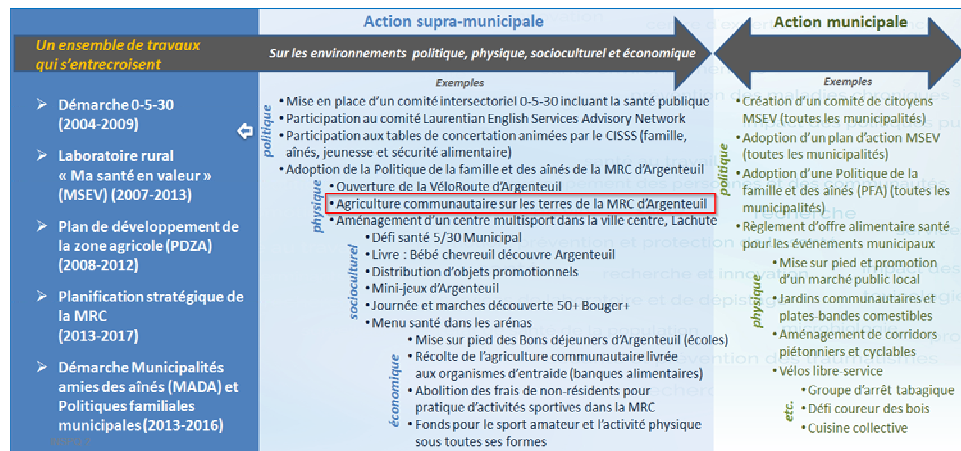 Action supra-municipale
Action municipale
Un ensemble de travaux
qui s'entrecroisent
Sur les environnements politique, physique, socioculturel et économique
➢ Démarche 0-5-30
(2004-2009)
➢ Laboratoire rural
« Ma santé en valeur »
(MSEV) (2007-2013)
➢ Plan de développement de
la zone agricole (PDZA)
(2008-2012)
➢ Planification stratégique de
la MRC
(2013-2017)
➢ Démarche Municipalités
amies des aînés (MADA) et
Politiques familiales
municipales (2013-2016)
Exemples
politique
• Mise en place d'un comité intersectoriel 0-5-30 incluant la santé publique
• Participation au comité Laurentian English Services Advisory Network
• Participation aux tables de concertation animées par le CISSS (famille,
aînés, jeunesse et sécurité alimentaire)
• Adoption de la Politique de la famille et des aînés de la MRC d'Argenteuil
physique
• Ouverture de la VéloRoute d'Argenteuil
• Agriculture communautaire sur les terres de la MRC d'Argenteuil
• Aménagement d'un centre multisport dans la ville centre, Lachute
socioculturel
• Défi santé 5/30 Municipal
• Livre : Bébé chevreuil découvre Argenteuil
• Distribution d'objets promotionnels
• Mini-jeux d'Argenteuil
• Journée et marches découverte 50+ Bouger+
• Menu santé dans les arénas
économique
• Mise sur pied des Bons déjeuners d'Argenteuil (écoles)
• Récolte de l'agriculture communautaire livrée
aux organismes d'entraide (banques alimentaires)
• Abolition des frais de non-résidents pour
pratique d'activités sportives dans la MRC
• Fonds pour le sport amateur et l'activité physique
sous toutes ses formes
Exemples
politique
• Création d'un comité de citoyens
MSEV (toutes les municipalités)
• Adoption d'un plan d'action MSEV
(toutes les municipalités)
• Adoption d'une Politique de la
famille et des aînés (PFA) (toutes les
municipalités)
• Règlement d'offre alimentaire santé
pour les événements municipaux
physique
• Mise sur pied et promotion
d'un marché public local
• Jardins communautaires et
plates-bandes comestibles
• Aménagement de corridors
piétonniers et cyclables
• Vélos libre-service
etc.
• Groupe d'arrêt tabagique
• Défi coureur des bois
• Cuisine collective